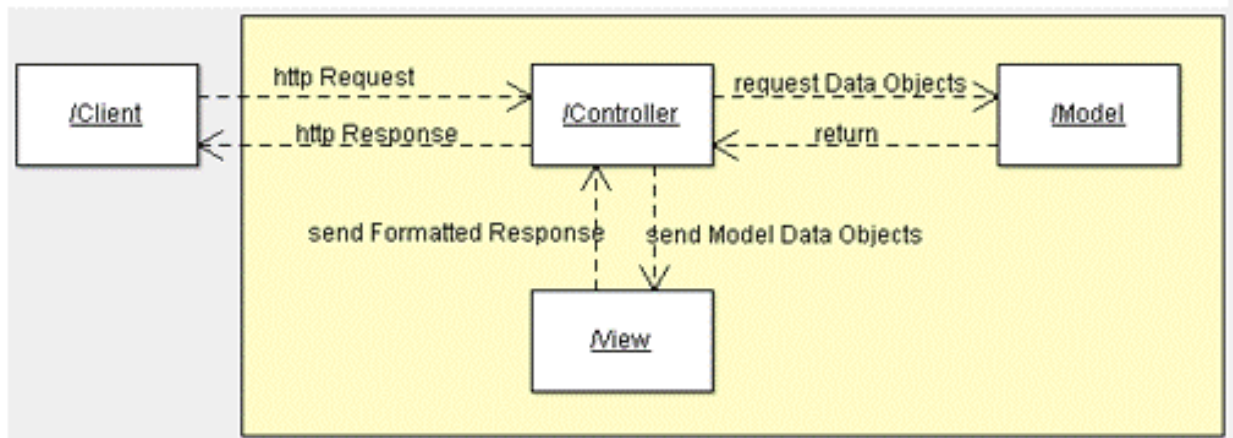 http Request
request Data Objects
/Client
/Controller
/Model
http Response
return
send Formatted Response
send Model Data Objects
/View